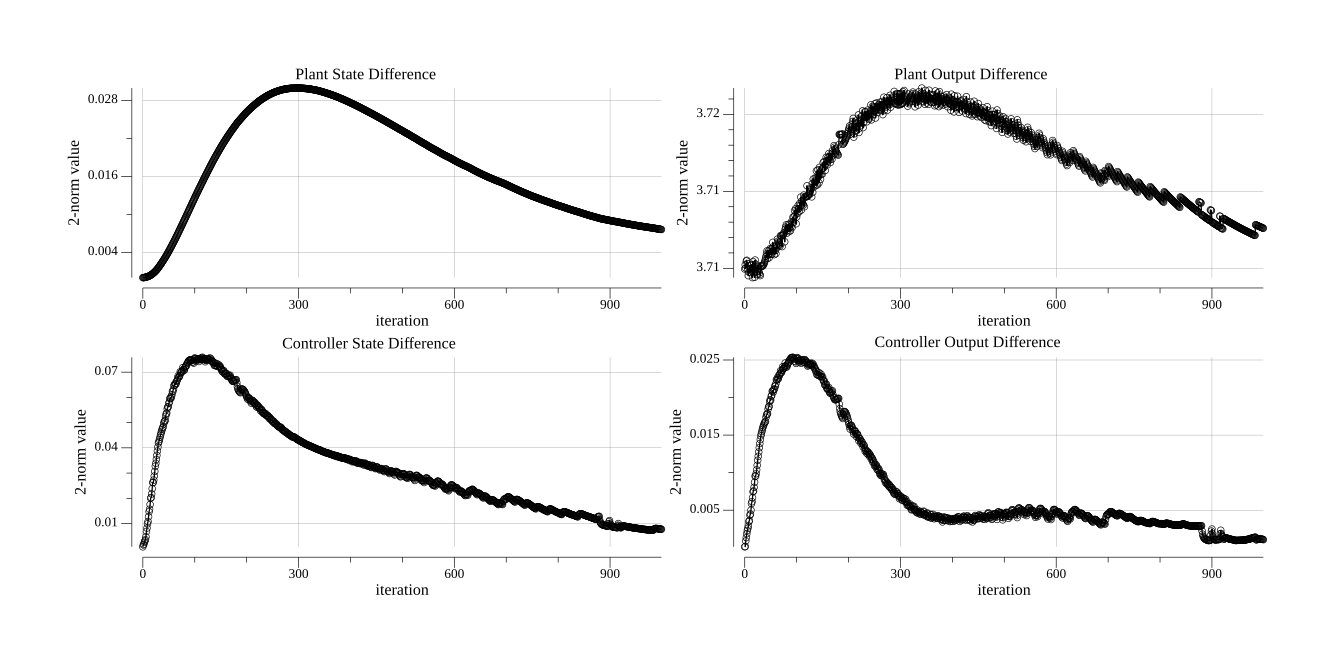 Plant State Difference
2-norm value
0.028
0.016
0.004
0 300 600 900
iteration
Plant Output Difference
2-norm value
3.72
3.71
3.71
0 300 600 900
iteration
Controller State Difference
2-norm value
0.07
0.04
0.01
0 300 600 900
iteration
Controller Output Difference
2-norm value
0.025
0.015
0.005
0 300 600 900
iteration